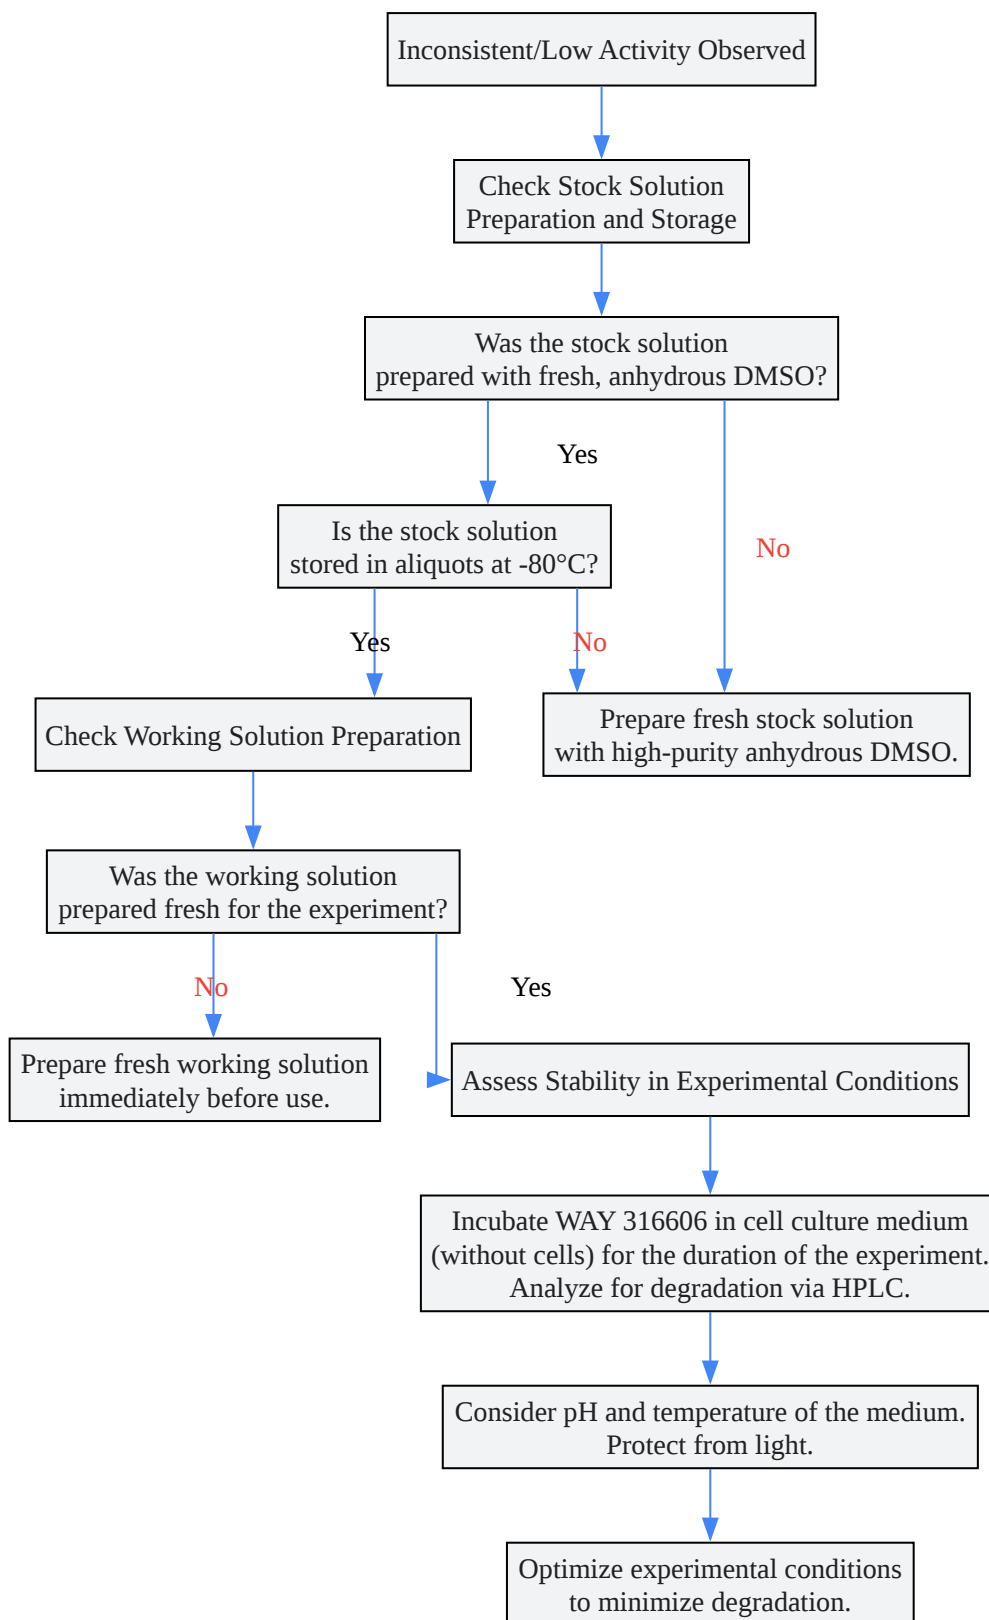 Inconsistent/Low Activity Observed
Check Stock Solution
Preparation and Storage
Was the stock solution
prepared with fresh, anhydrous DMSO?
Yes
Is the stock solution
stored in aliquots at -80°C?
No
Yes
No
Check Working Solution Preparation
Prepare fresh stock solution
with high-purity anhydrous DMSO.
Was the working solution
prepared fresh for the experiment?
No
Yes
Prepare fresh working solution
immediately before use.
Assess Stability in Experimental Conditions
Incubate WAY 316606 in cell culture medium
(without cells) for the duration of the experiment.
Analyze for degradation via HPLC.
Consider pH and temperature of the medium.
Protect from light.
Optimize experimental conditions
to minimize degradation.